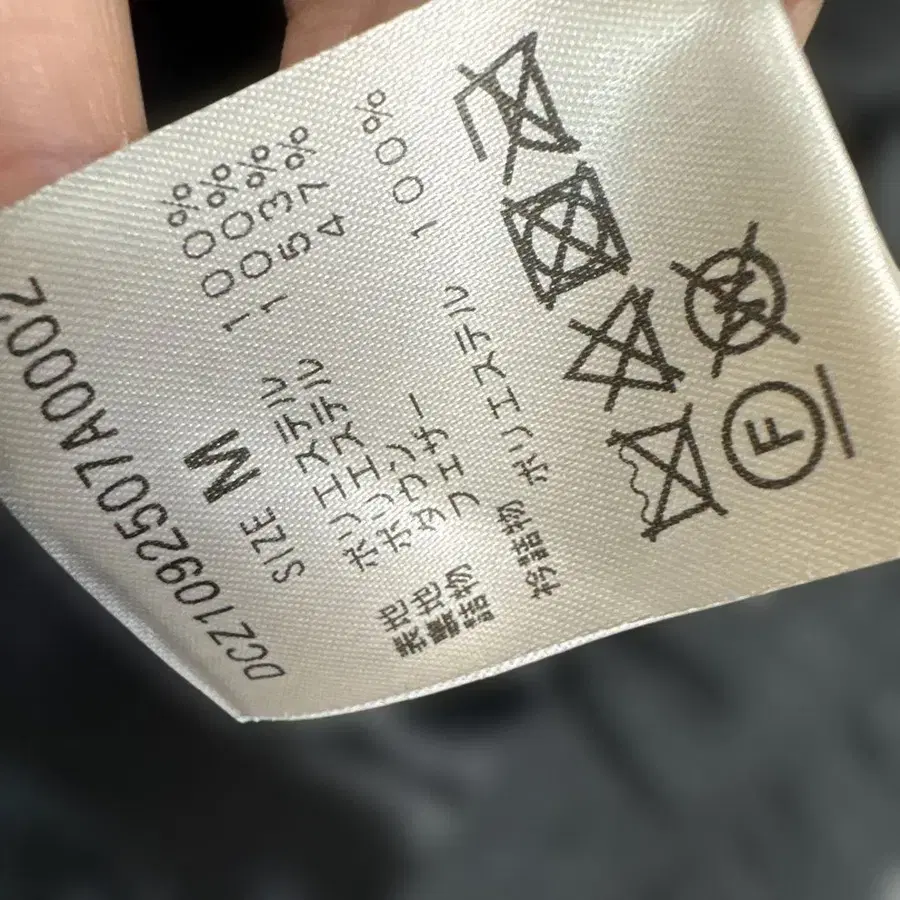 DCZ1092507A0002
SIZE M
表地 ポリエステル 100%
裏地 ポリエステル 100%
詰物 ダウン 53%
フェザー 47%
衿詰物 ポリエステル 100%
W
F